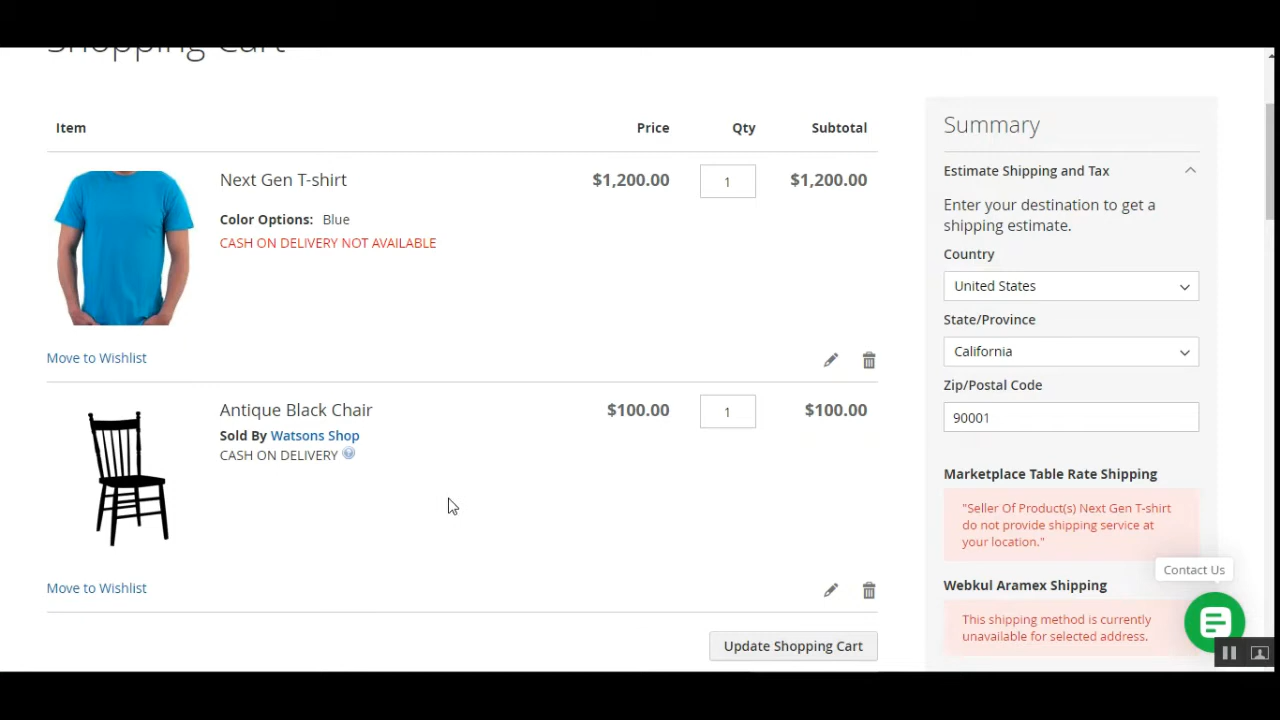 Shopping Cart
Item Price Qty Subtotal
Next Gen T-shirt $1,200.00 1 $1,200.00
Color Options: Blue
CASH ON DELIVERY NOT AVAILABLE
Move to Wishlist
Antique Black Chair $100.00 1 $100.00
Sold By Watsons Shop
CASH ON DELIVERY
Move to Wishlist
Update Shopping Cart
Summary
Estimate Shipping and Tax
Enter your destination to get a
shipping estimate.
Country
United States
State/Province
California
Zip/Postal Code
90001
Marketplace Table Rate Shipping
"Seller Of Product(s) Next Gen T-shirt
do not provide shipping service at
your location."
Contact Us
Webkul Aramex Shipping
This shipping method is currently
unavailable for selected address.